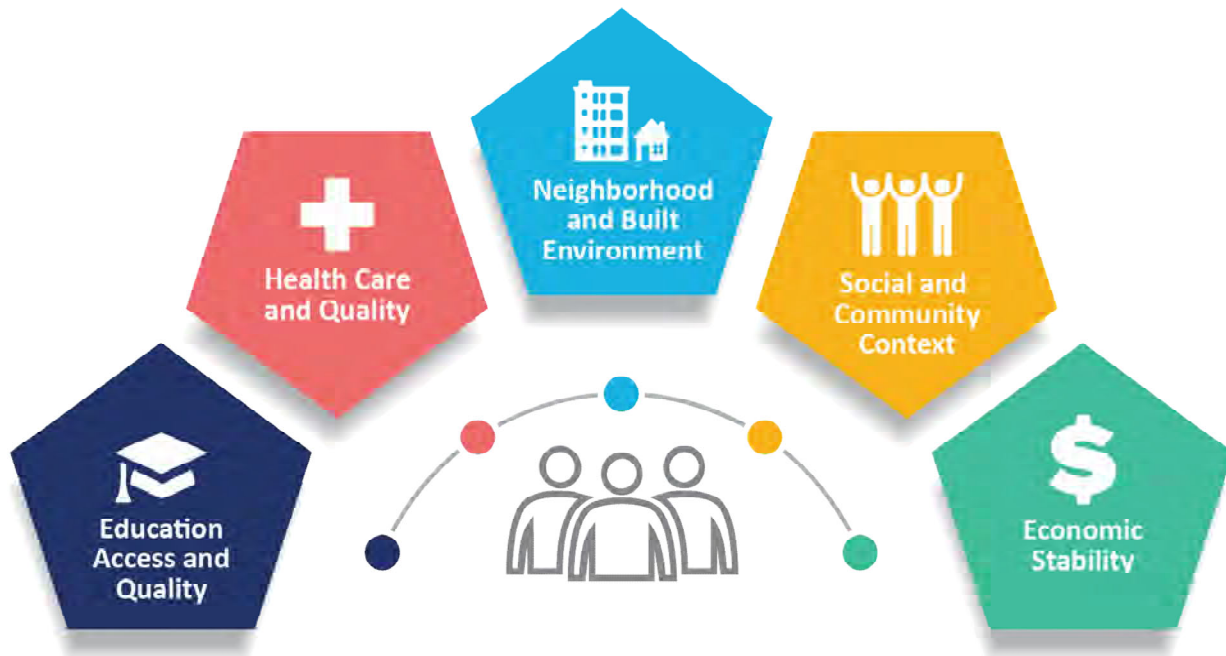 Neighborhood
and Built
Environment
Health Care
and Quality
Social and
Community
Context
Education
Access and
Quality
$
Economic
Stability